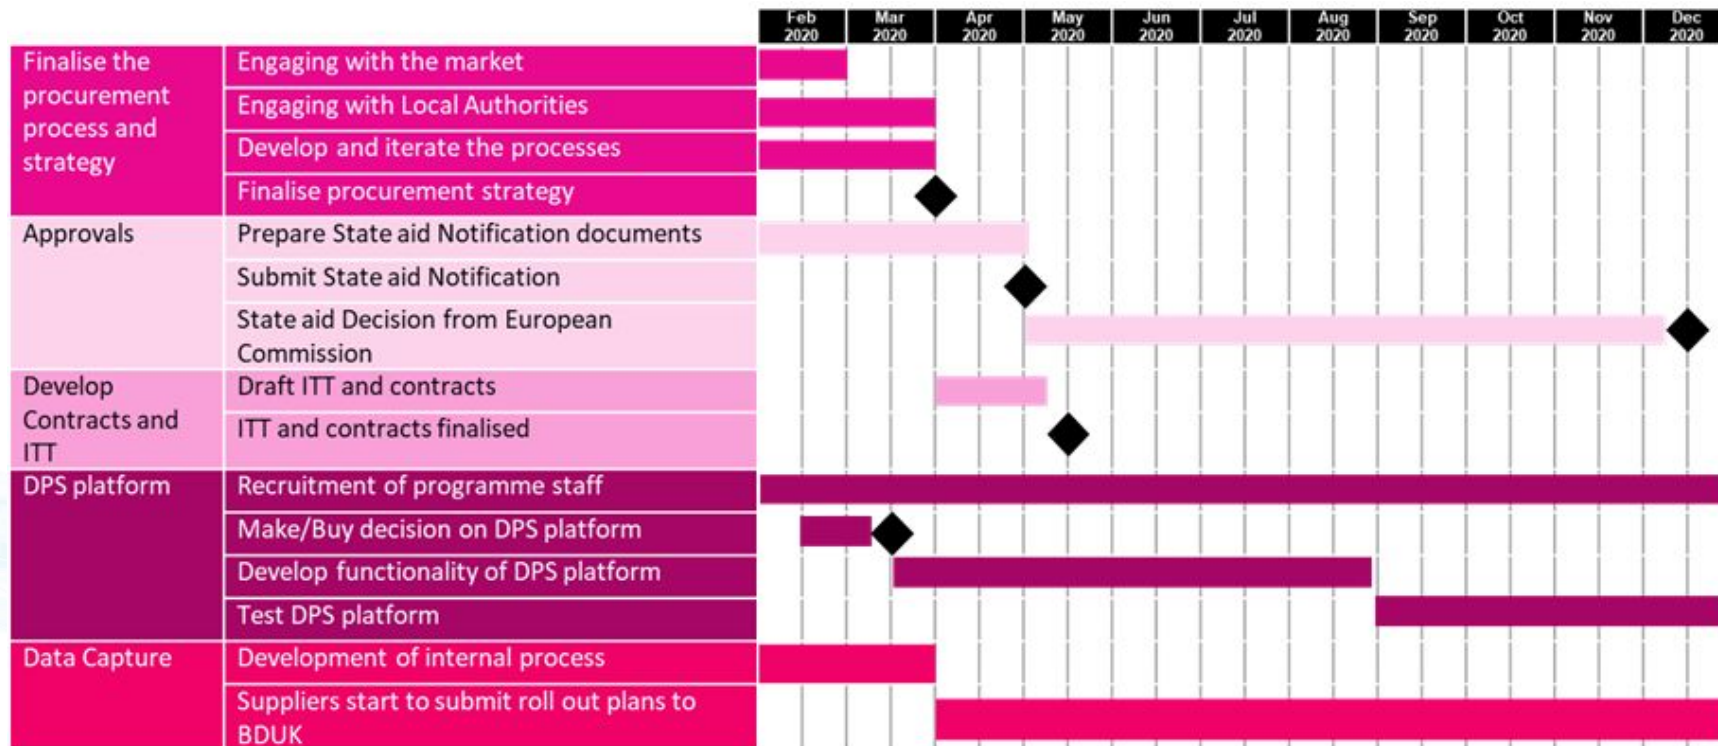 Feb Mar Apr May Jun Jul Aug Sep Oct Nov Dec
2020 2020 2020 2020 2020 2020 2020 2020 2020 2020 2020
Finalise the
procurement
process and
strategy
Engaging with the market
Engaging with Local Authorities
Develop and iterate the processes
Finalise procurement strategy
Approvals
Prepare State aid Notification documents
Submit State aid Notification
State aid Decision from European
Commission
Develop
Contracts and
ITT
Draft ITT and contracts
ITT and contracts finalised
DPS platform
Recruitment of programme staff
Make/Buy decision on DPS platform
Develop functionality of DPS platform
Test DPS platform
Data Capture
Development of internal process
Suppliers start to submit roll out plans to
BDUK